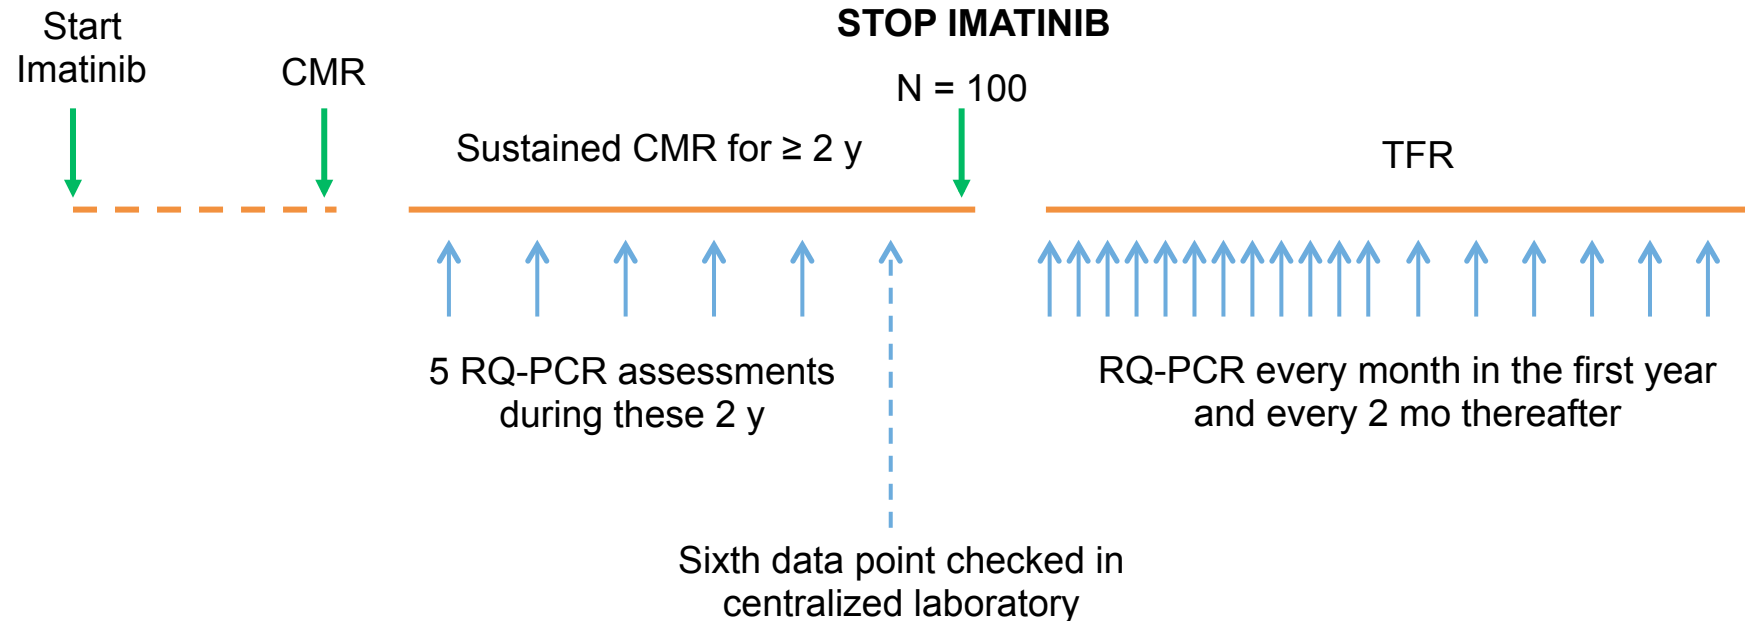 Start
Imatinib
CMR
STOP IMATINIB
N = 100
Sustained CMR for ≥ 2 y
TFR
5 RQ-PCR assessments
during these 2 y
RQ-PCR every month in the first year
and every 2 mo thereafter
Sixth data point checked in
centralized laboratory